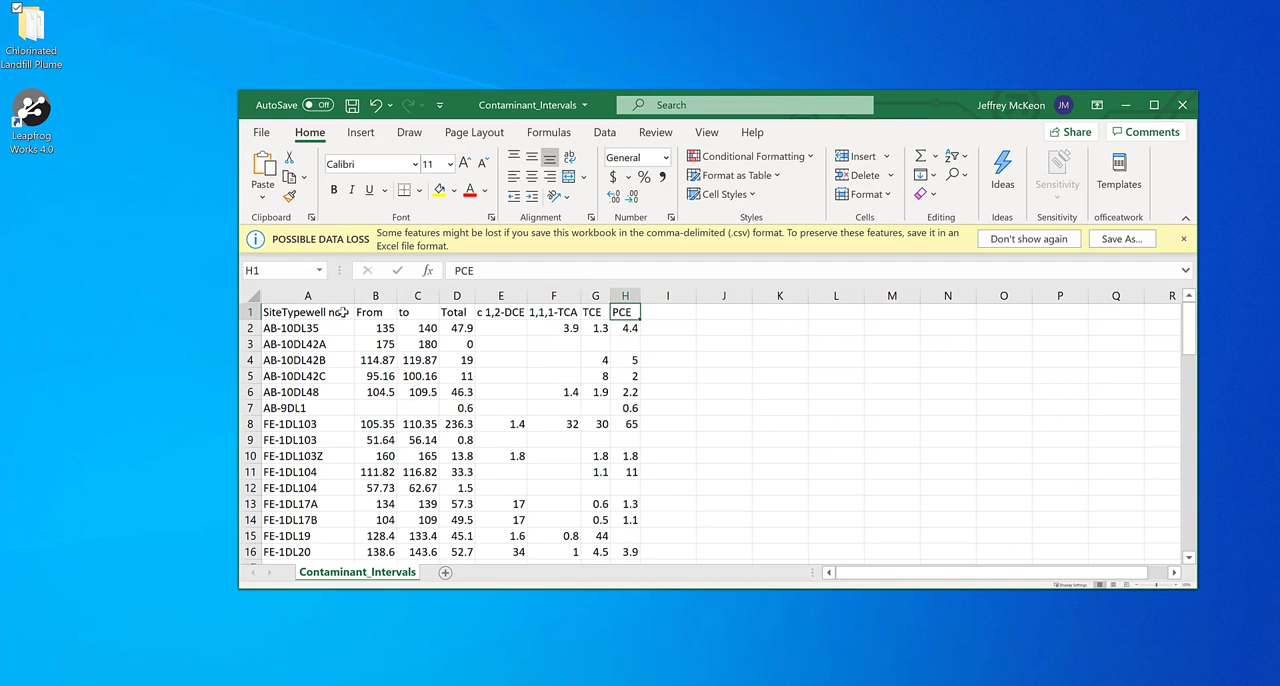 Chlorinated
Landfill Plume
Leapfrog
Works 4.0
AutoSave Off Contaminant_Intervals Search Jeffrey McKeon JM
File Home Insert Draw Page Layout Formulas Data Review View Help Share Comments
Paste Calibri 11 General Conditional Formatting Format as Table Cell Styles Insert Delete Format Ideas Sensitivity Templates
Clipboard Font Alignment Number Styles Cells Editing Ideas Sensitivity officeatwork
POSSIBLE DATA LOSS Some features might be lost if you save this workbook in the comma-delimited (.csv) format. To preserve these features, save it in an
Excel file format. Don't show again Save As...
H1 fx PCE
A B C D E F G H I J K L M N O P Q R
1 SiteTypewell no From to Total c 1,2-DCE 1,1,1-TCA TCE PCE
2 AB-10DL35 135 140 47.9 3.9 1.3 4.4
3 AB-10DL42A 175 180 0
4 AB-10DL42B 114.87 119.87 19 4 5
5 AB-10DL42C 95.16 100.16 11 8 2
6 AB-10DL48 104.5 109.5 46.3 1.4 1.9 2.2
7 AB-9DL1 0.6 0.6
8 FE-1DL103 105.35 110.35 236.3 1.4 32 30 65
9 FE-1DL103 51.64 56.14 0.8
10 FE-1DL103Z 160 165 13.8 1.8 1.8 1.8
11 FE-1DL104 111.82 116.82 33.3 1.1 11
12 FE-1DL104 57.73 62.67 1.5
13 FE-1DL17A 134 139 57.3 17 0.6 1.3
14 FE-1DL17B 104 109 49.5 17 0.5 1.1
15 FE-1DL19 128.4 133.4 45.1 1.6 0.8 44
16 FE-1DL20 138.6 143.6 52.7 34 1 4.5 3.9
Contaminant_Intervals
Display Settings